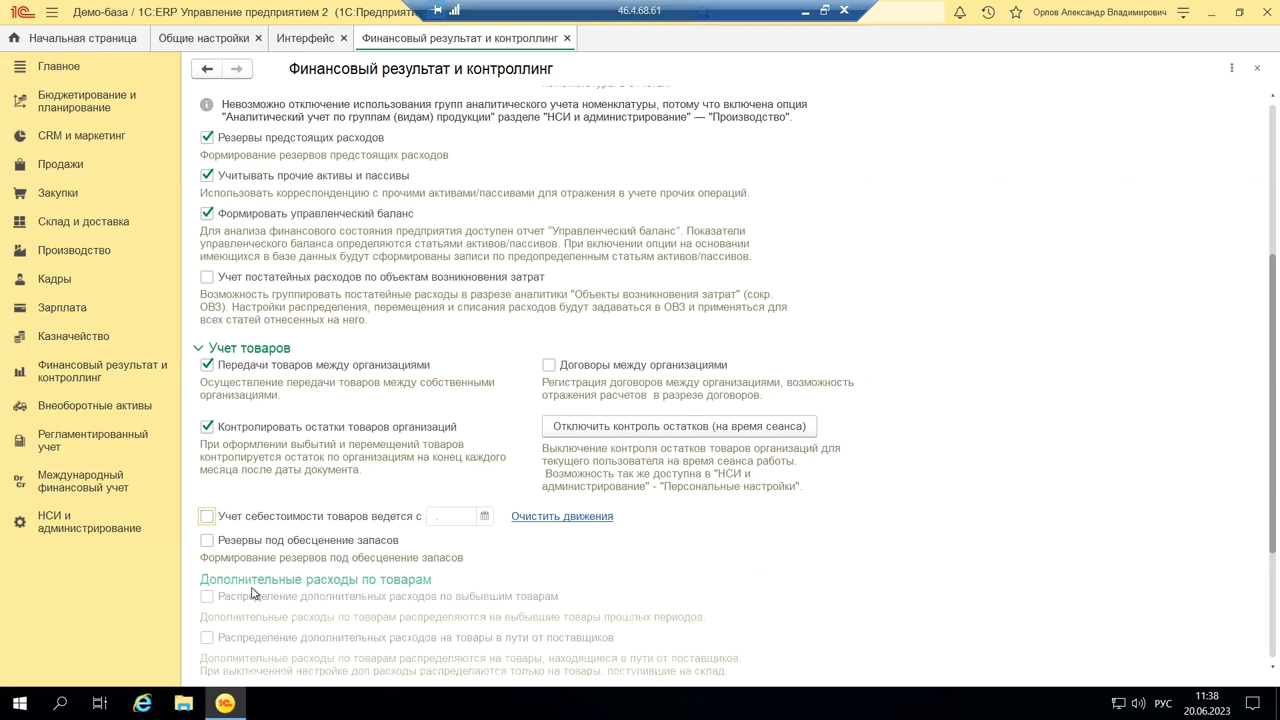 Демо-база / 1С:ERP Управление предприятием 2 (1С:Предприяти
46.4.68.61
Орлов Александр Владимирович
Начальная страница
Общие настройки ×
Интерфейс ×
Финансовый результат и контроллинг ×
Главное
Бюджетирование и
планирование
CRM и маркетинг
Продажи
Закупки
Склад и доставка
Производство
Кадры
Зарплата
Казначейство
Финансовый результат и
контроллинг
Внеоборотные активы
Регламентированный
учет
Dr
Cr
Международный
финансовый учет
НСИ и
администрирование
Финансовый результат и контроллинг
Невозможно отключение использования групп аналитического учета номенклатуры, потому что включена опция
"Аналитический учет по группам (видам) продукции" разделе "НСИ и администрирование" — "Производство".
Резервы предстоящих расходов
Формирование резервов предстоящих расходов
Учитывать прочие активы и пассивы
Использовать корреспонденцию с прочими активами/пассивами для отражения в учете прочих операций.
Формировать управленческий баланс
Для анализа финансового состояния предприятия доступен отчет "Управленческий баланс". Показатели
управленческого баланса определяются статьями активов/пассивов. При включении опции на основании
имеющихся в базе данных будут сформированы записи по предопределенным статьям активов/пассивов.
Учет постатейных расходов по объектам возникновения затрат
Возможность группировать постатейные расходы в разрезе аналитики "Объекты возникновения затрат" (сокр.
ОВЗ). Настройки распределения, перемещения и списания расходов будут задаваться в ОВЗ и применяться для
всех статей отнесенных на него.
Учет товаров
Передачи товаров между организациями
Осуществление передачи товаров между собственными
организациями.
Договоры между организациями
Регистрация договоров между организациями, возможность
отражения расчетов в разрезе договоров.
Контролировать остатки товаров организаций
При оформлении выбытий и перемещений товаров
контролируется остаток по организациям на конец каждого
месяца после даты документа.
Отключить контроль остатков (на время сеанса)
Выключение контроля остатков товаров организаций для
текущего пользователя на время сеанса работы.
Возможность так же доступна в "НСИ и
администрирование" - "Персональные настройки".
Учет себестоимости товаров ведется с . Очистить движения
Резервы под обесценение запасов
Формирование резервов под обесценение запасов
Дополнительные расходы по товарам
Распределение дополнительных расходов по выбывшим товарам
Дополнительные расходы по товарам распределяются на выбывшие товары прошлых периодов.
Распределение дополнительных расходов на товары в пути от поставщиков
Дополнительные расходы по товарам распределяются на товары, находящиеся в пути от поставщиков.
При выключенной настройке доп расходы распределяются только на товары, поступившие на склад.
РУС
11:38
20.06.2023